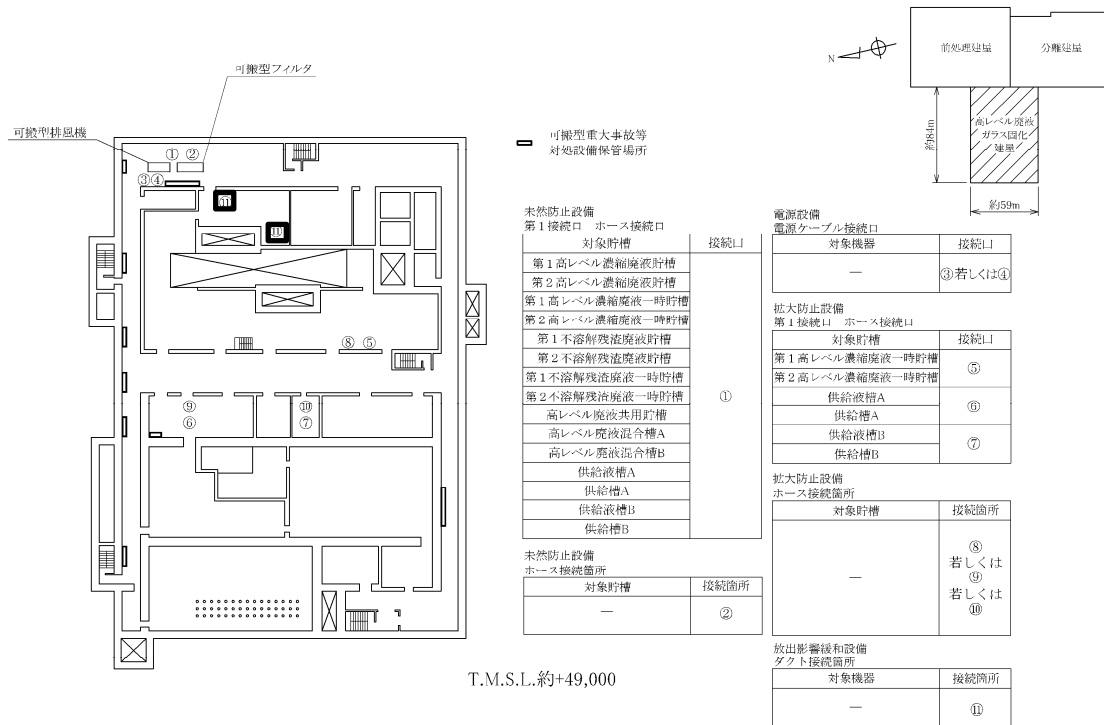 可搬型フィルタ
可搬型排風機
①
②
③④
⑪
⑪
⑧
⑤
⑨
⑥
⑩
⑦
可搬型重大事故等
対処設備保管場所
N
前処理建屋
分離建屋
高レベル廃液
ガラス固化
建屋
約84m
約59m
未然防止設備
第1接続口 ホース接続口
対象貯槽 接続口
第1高レベル濃縮廃液貯槽
第2高レベル濃縮廃液貯槽
第1高レベル濃縮廃液一時貯槽
第2高レベル濃縮廃液一時貯槽
第1不溶解残渣廃液貯槽
第2不溶解残渣廃液貯槽
第1不溶解残渣廃液一時貯槽
第2不溶解残渣廃液一時貯槽
①
高レベル廃液共用貯槽
高レベル廃液混合槽A
高レベル廃液混合槽B
供給液槽A
供給槽A
供給液槽B
供給槽B
未然防止設備
ホース接続箇所
対象貯槽 接続箇所
― ②
電源設備
電源ケーブル接続口
対象機器 接続口
― ③若しくは④
拡大防止設備
第1接続口 ホース接続口
対象貯槽 接続口
第1高レベル濃縮廃液一時貯槽
⑤
第2高レベル濃縮廃液一時貯槽
供給液槽A
⑥
供給槽A
供給液槽B
⑦
供給槽B
拡大防止設備
ホース接続箇所
対象貯槽 接続箇所
⑧
若しくは
― ⑨
若しくは
⑩
放出影響緩和設備
ダクト接続箇所
対象機器 接続箇所
― ⑪
T.M.S.L.約+49,000